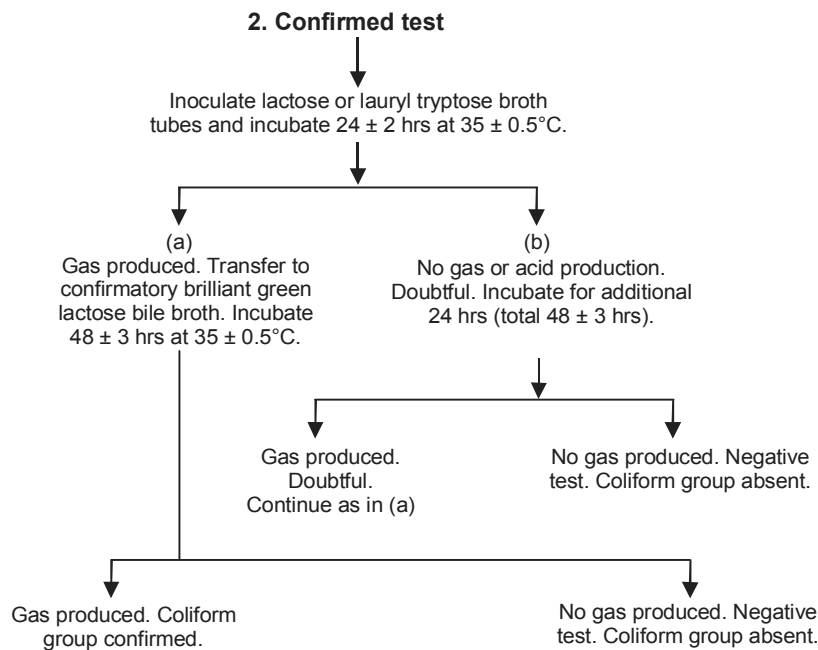 2. Confirmed test
Inoculate lactose or lauryl tryptose broth
tubes and incubate 24 ± 2 hrs at 35 ± 0.5°C.
(a)
Gas produced. Transfer to
confirmatory brilliant green
lactose bile broth. Incubate
48 ± 3 hrs at 35 ± 0.5°C.
(b)
No gas or acid production.
Doubtful. Incubate for additional
24 hrs (total 48 ± 3 hrs).
Gas produced.
Doubtful.
Continue as in (a)
No gas produced. Negative
test. Coliform group absent.
Gas produced. Coliform
group confirmed.
No gas produced. Negative
test. Coliform group absent.